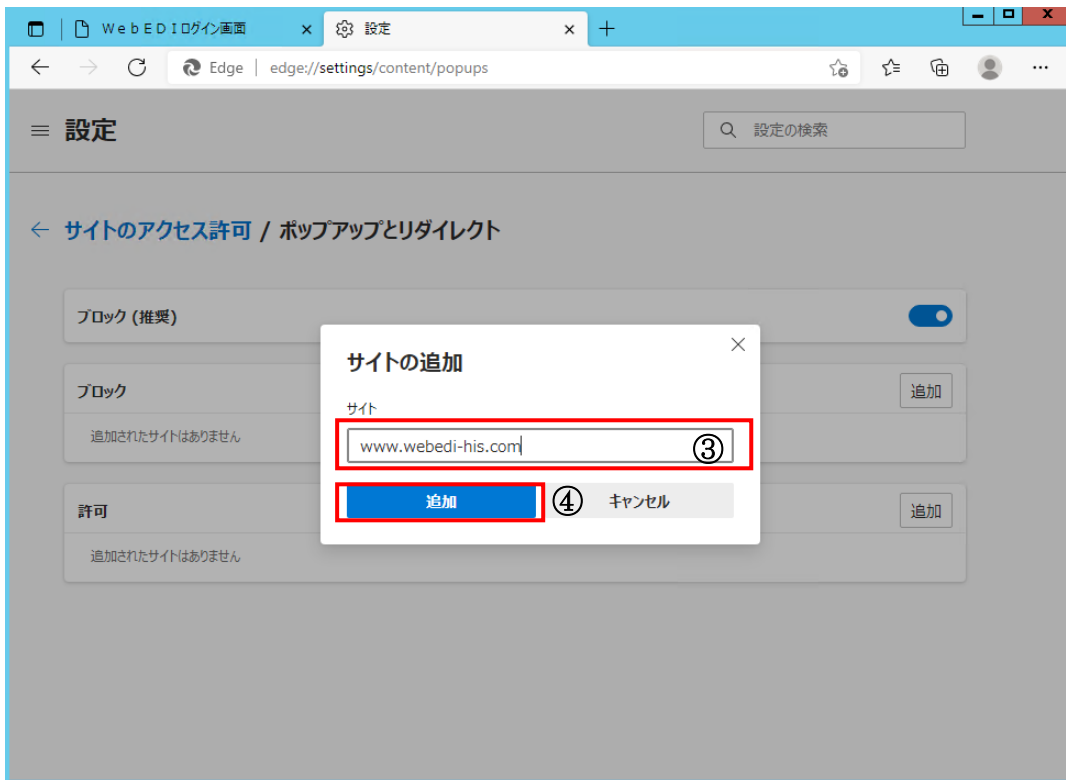 ＷｅｂＥＤＩログイン画面
設定
Edge
edge://settings/content/popups
設定
設定の検索
サイトのアクセス許可 / ポップアップとリダイレクト
ブロック (推奨)
サイトの追加
ブロック
追加
サイト
追加されたサイトはありません
www.webedi-his.com
③
追加
④
キャンセル
許可
追加
追加されたサイトはありません